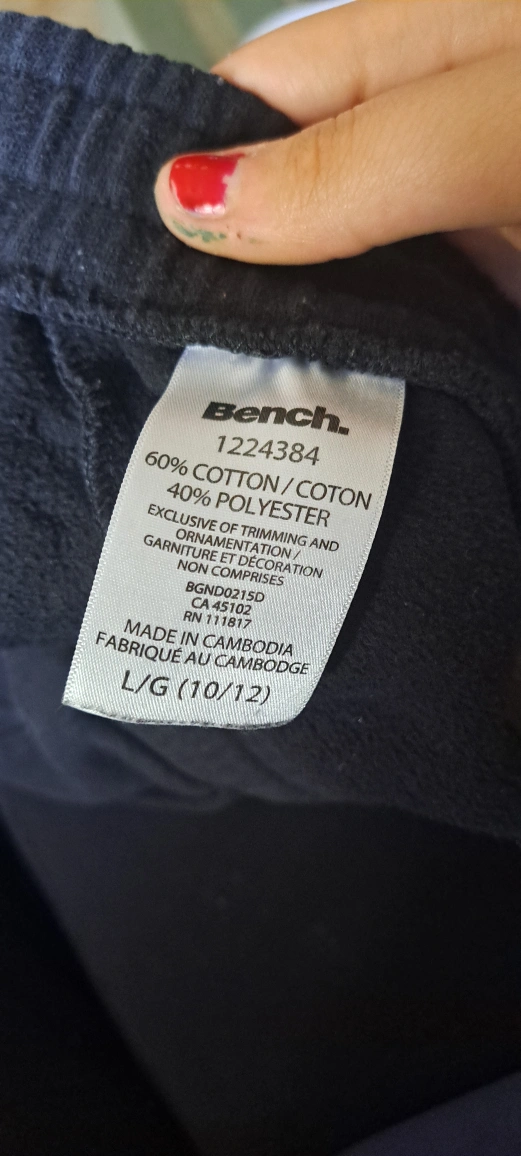 Bench.
1224384
60% COTTON / COTON
40% POLYESTER
EXCLUSIVE OF TRIMMING AND
ORNAMENTATION /
GARNITURE ET DÉCORATION
NON COMPRISES
BGND0215D
CA 45102
RN 111817
MADE IN CAMBODIA
FABRIQUÉ AU CAMBODGE
L/G (10/12)